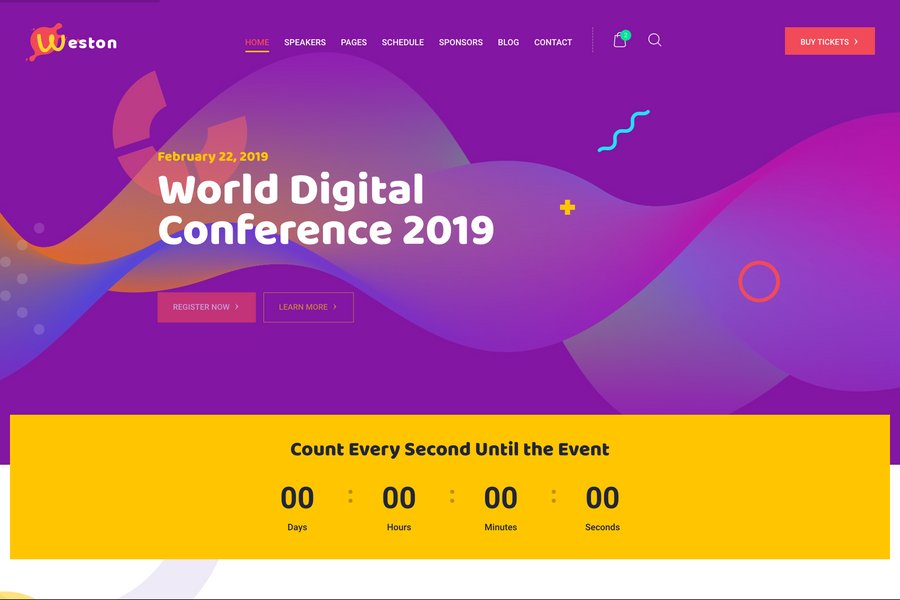 Weston
HOME SPEAKERS PAGES SCHEDULE SPONSORS BLOG CONTACT
2
BUY TICKETS
February 22, 2019
World Digital
Conference 2019
REGISTER NOW
LEARN MORE
Count Every Second Until the Event
00 : 00 : 00 : 00
Days Hours Minutes Seconds